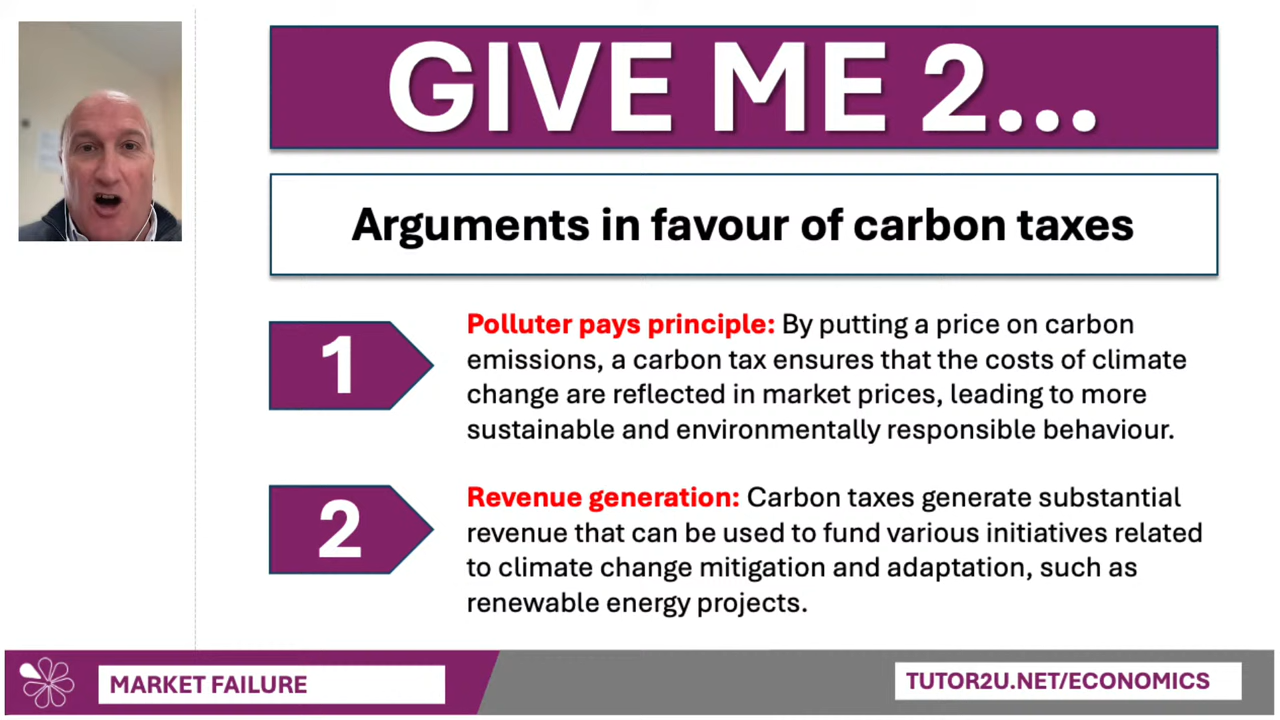 GIVE ME 2...
Arguments in favour of carbon taxes
1
Polluter pays principle: By putting a price on carbon
emissions, a carbon tax ensures that the costs of climate
change are reflected in market prices, leading to more
sustainable and environmentally responsible behaviour.
2
Revenue generation: Carbon taxes generate substantial
revenue that can be used to fund various initiatives related
to climate change mitigation and adaptation, such as
renewable energy projects.
MARKET FAILURE
TUTOR2U.NET/ECONOMICS